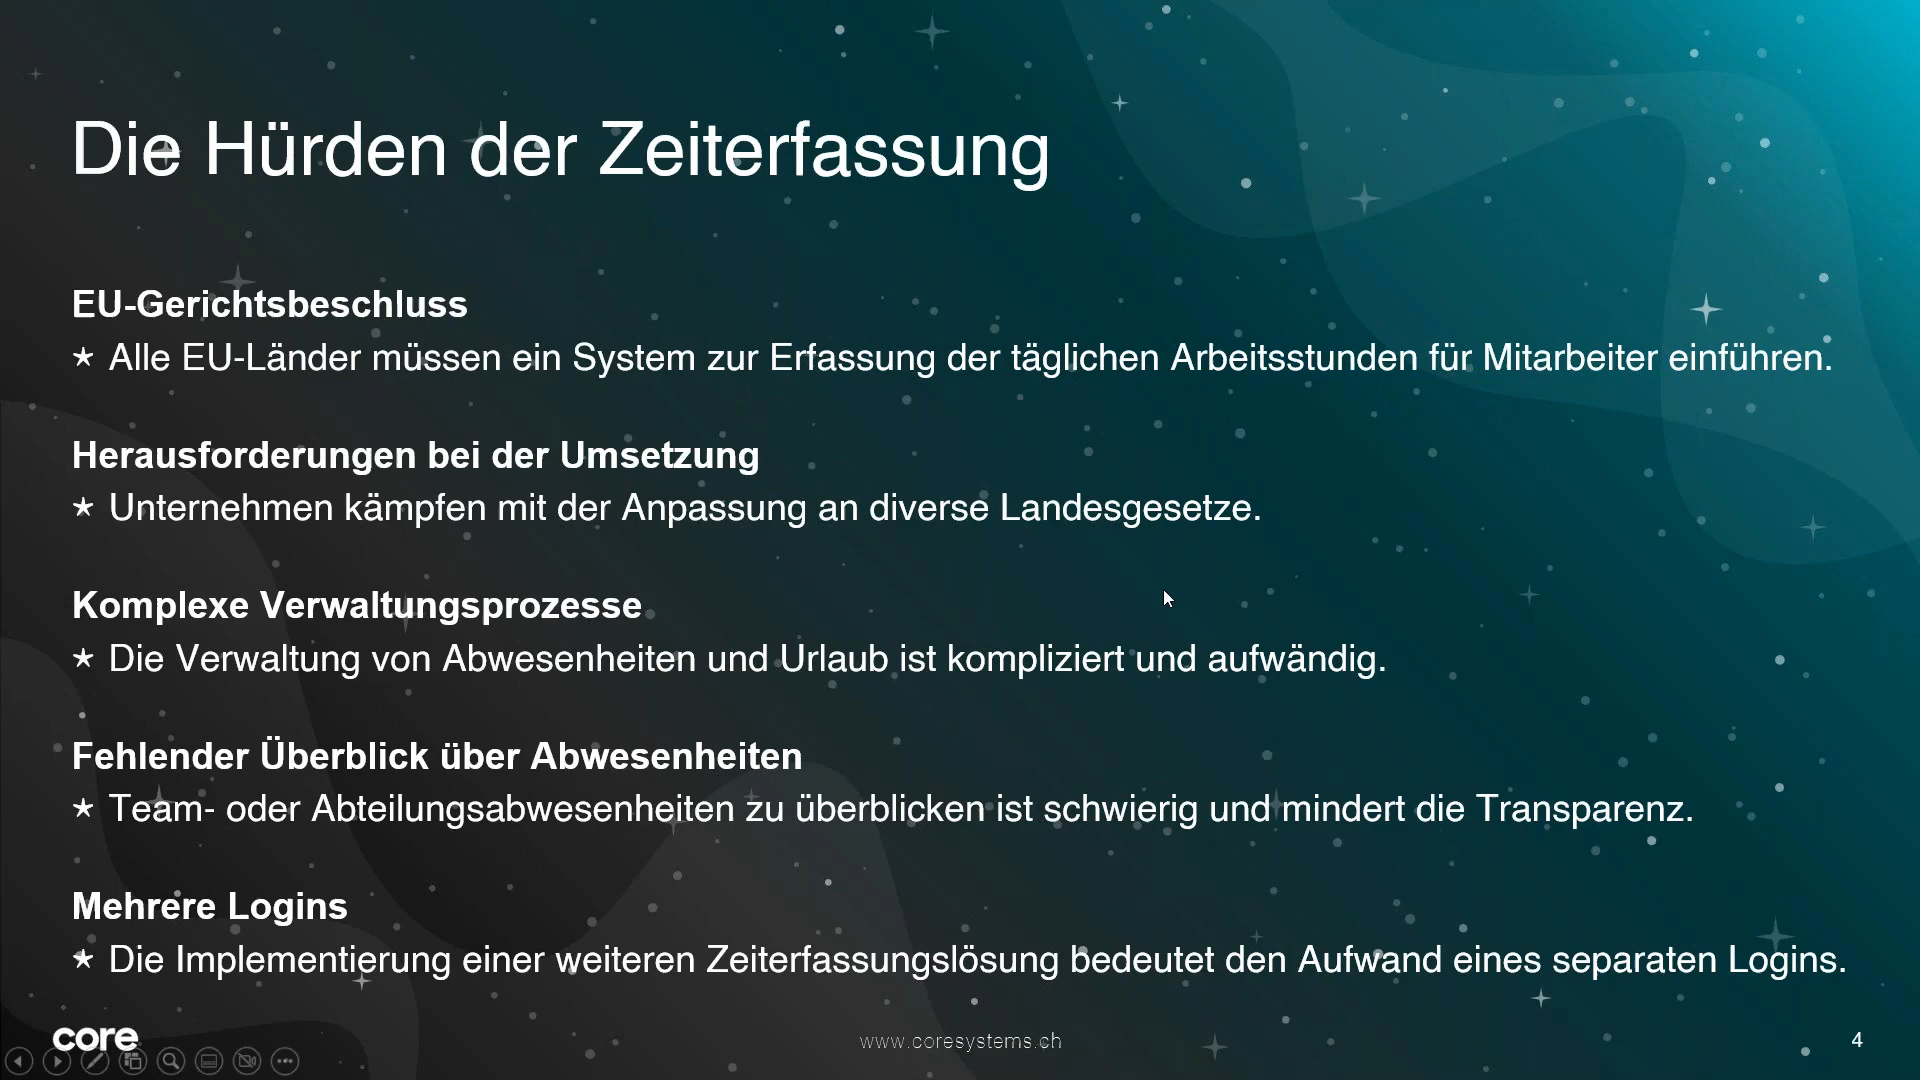 Die Hürden der Zeiterfassung
EU-Gerichtsbeschluss
★ Alle EU-Länder müssen ein System zur Erfassung der täglichen Arbeitsstunden für Mitarbeiter einführen.
Herausforderungen bei der Umsetzung
★ Unternehmen kämpfen mit der Anpassung an diverse Landesgesetze.
Komplexe Verwaltungsprozesse
★ Die Verwaltung von Abwesenheiten und Urlaub ist kompliziert und aufwändig.
Fehlender Überblick über Abwesenheiten
★ Team- oder Abteilungsabwesenheiten zu überblicken ist schwierig und mindert die Transparenz.
Mehrere Logins
★ Die Implementierung einer weiteren Zeiterfassungslösung bedeutet den Aufwand eines separaten Logins.
core
www.coresystems.ch
4